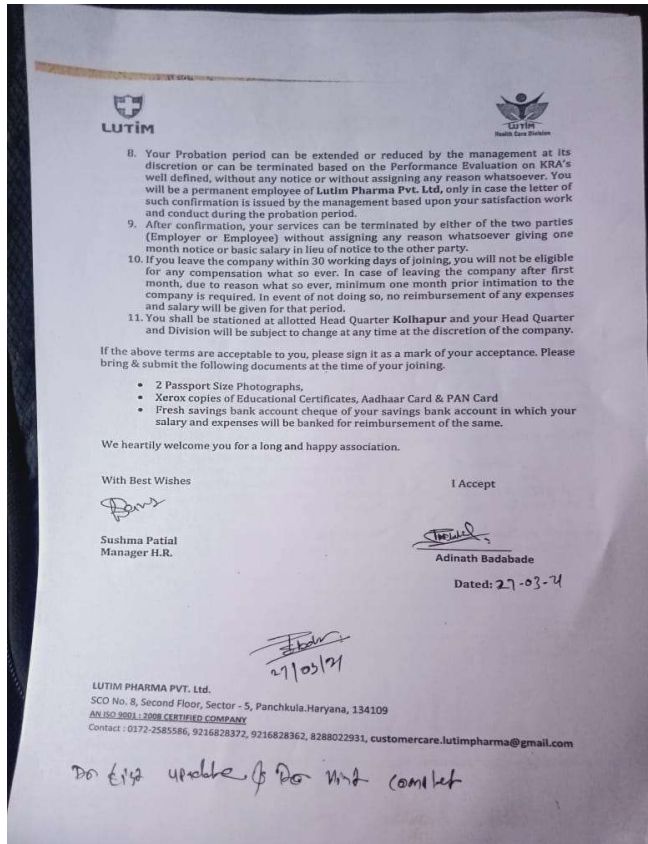 LUTIM
LUTIM
Health Care Division
8. Your Probation period can be extended or reduced by the management at its
discretion or can be terminated based on the Performance Evaluation on KRA's
well defined, without any notice or without assigning any reason whatsoever. You
will be a permanent employee of Lutim Pharma Pvt. Ltd, only in case the letter of
such confirmation is issued by the management based upon your satisfaction work
and conduct during the probation period.
9. After confirmation, your services can be terminated by either of the two parties
(Employer or Employee) without assigning any reason whatsoever giving one
month notice or basic salary in lieu of notice to the other party.
10. If you leave the company within 30 working days of joining, you will not be eligible
for any compensation what so ever. In case of leaving the company after first
month, due to reason what so ever, minimum one month prior intimation to the
company is required. In event of not doing so, no reimbursement of any expenses
and salary will be given for that period.
11. You shall be stationed at allotted Head Quarter Kolhapur and your Head Quarter
and Division will be subject to change at any time at the discretion of the company.
If the above terms are acceptable to you, please sign it as a mark of your acceptance. Please
bring & submit the following documents at the time of your joining.
• 2 Passport Size Photographs,
• Xerox copies of Educational Certificates, Aadhaar Card & PAN Card
• Fresh savings bank account cheque of your savings bank account in which your
salary and expenses will be banked for reimbursement of the same.
We heartily welcome you for a long and happy association.
With Best Wishes
I Accept
Sushma Patial
Manager H.R.
Adinath Badabade
Dated: 27-03-21
27/03/21
LUTIM PHARMA PVT. Ltd.
SCO No. 8, Second Floor, Sector - 5, Panchkula.Haryana, 134109
AN ISO 9001 : 2008 CERTIFIED COMPANY
Contact : 0172-2585586, 9216828372, 9216828362, 8288022931, customercare.lutimpharma@gmail.com
update Do